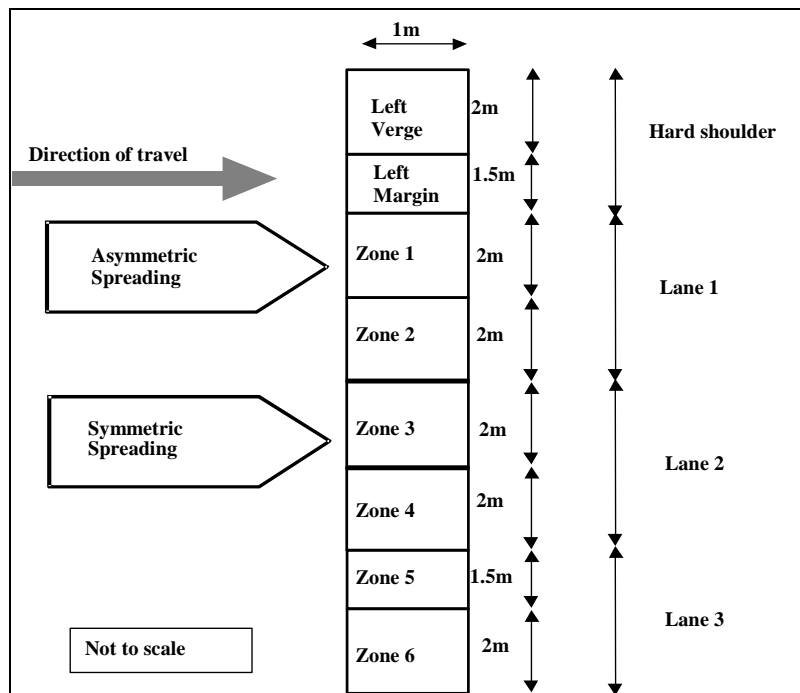 1m
Left
Verge
2m
Hard shoulder
Direction of travel
Left
Margin
1.5m
Asymmetric
Spreading
Zone 1
2m
Lane 1
Zone 2
2m
Symmetric
Spreading
Zone 3
2m
Lane 2
Zone 4
2m
Zone 5
1.5m
Lane 3
Not to scale
Zone 6
2m